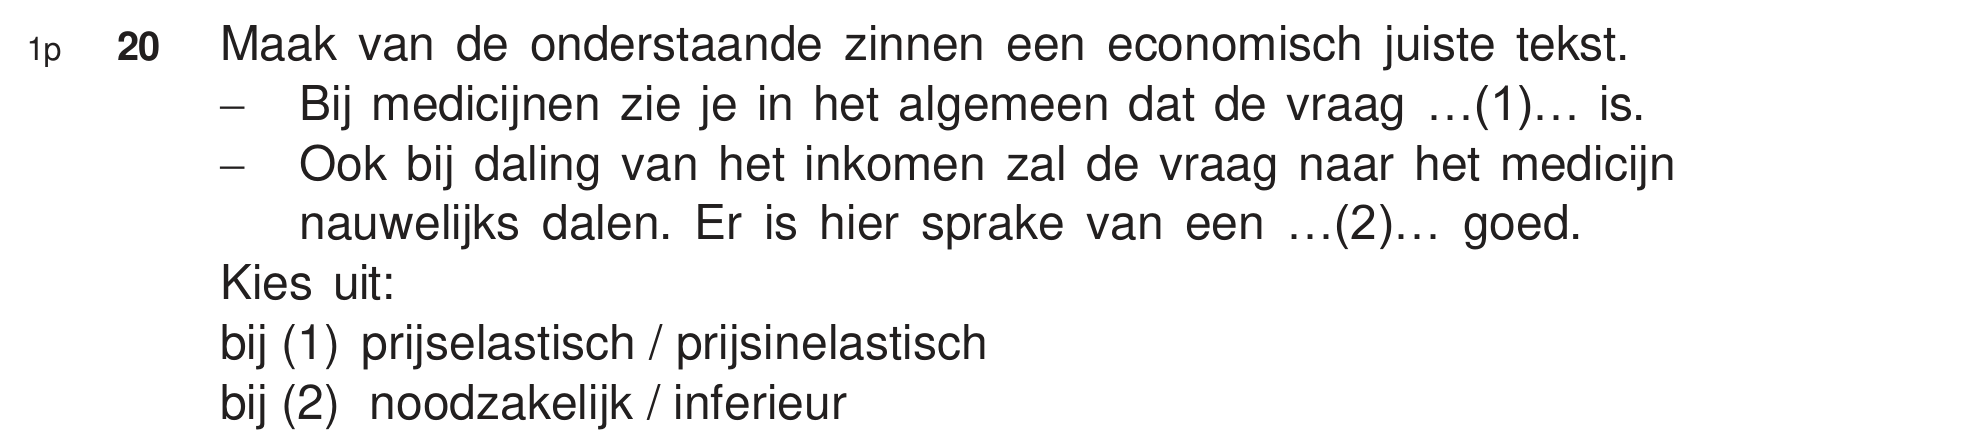 1p 20 Maak van de onderstaande zinnen een economisch juiste tekst.
– Bij medicijnen zie je in het algemeen dat de vraag …(1)… is.
– Ook bij daling van het inkomen zal de vraag naar het medicijn
nauwelijks dalen. Er is hier sprake van een …(2)… goed.
Kies uit:
bij (1) prijselastisch / prijsinelastisch
bij (2) noodzakelijk / inferieur